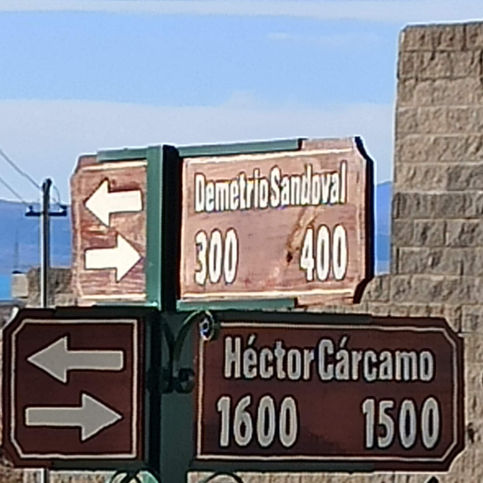 Demetrio Sandoval
300 400
Héctor Cárcamo
1600 1500